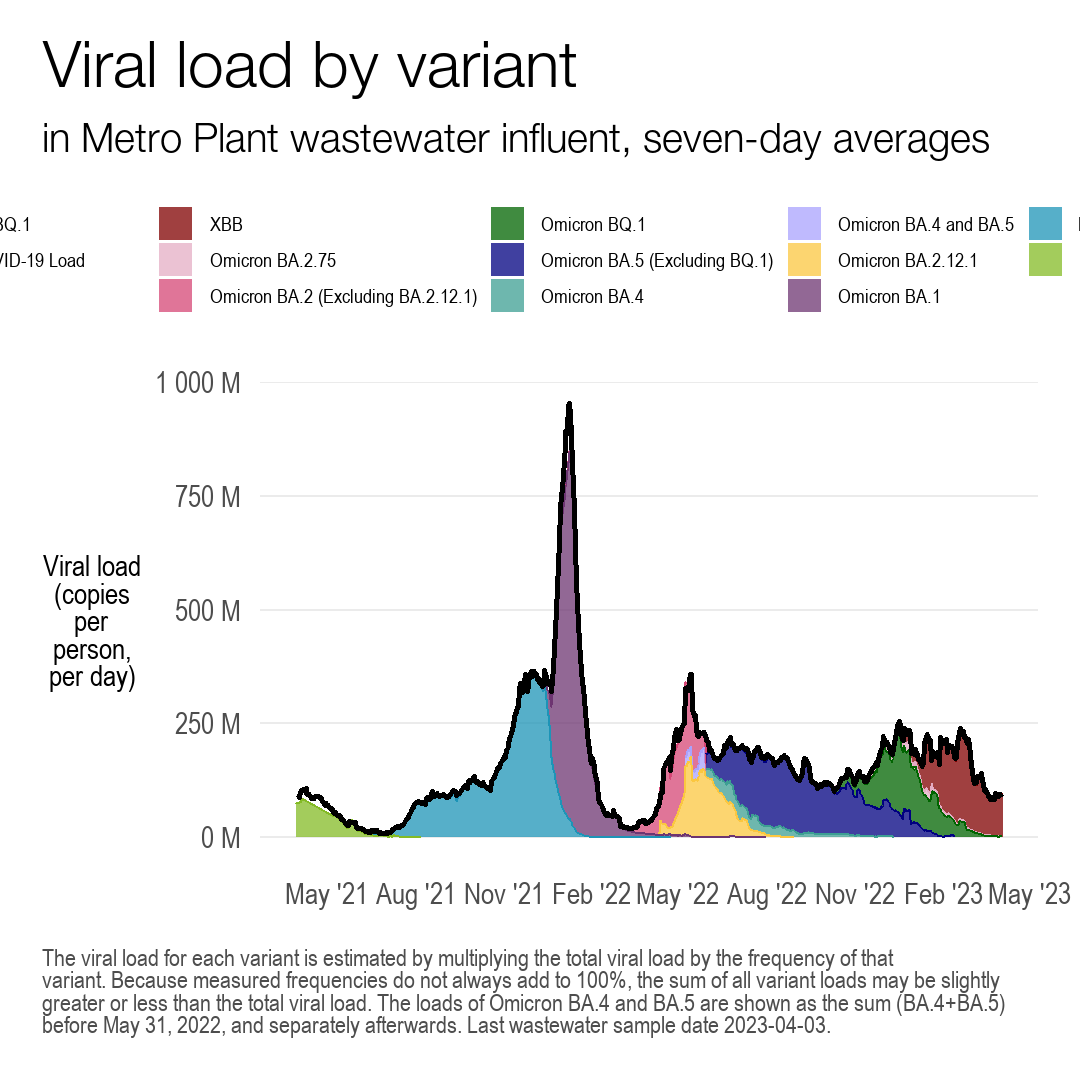 Viral load by variant
in Metro Plant wastewater influent, seven-day averages
BQ.1 XBB Omicron BQ.1 Omicron BA.4 and BA.5
VID-19 Load Omicron BA.2.75 Omicron BA.5 (Excluding BQ.1) Omicron BA.2.12.1
Omicron BA.2 (Excluding BA.2.12.1) Omicron BA.4 Omicron BA.1
1 000 M
750 M
500 M
250 M
0 M
Viral load
(copies
per
person,
per day)
May '21 Aug '21 Nov '21 Feb '22 May '22 Aug '22 Nov '22 Feb '23 May '23
The viral load for each variant is estimated by multiplying the total viral load by the frequency of that
variant. Because measured frequencies do not always add to 100%, the sum of all variant loads may be slightly
greater or less than the total viral load. The loads of Omicron BA.4 and BA.5 are shown as the sum (BA.4+BA.5)
before May 31, 2022, and separately afterwards. Last wastewater sample date 2023-04-03.